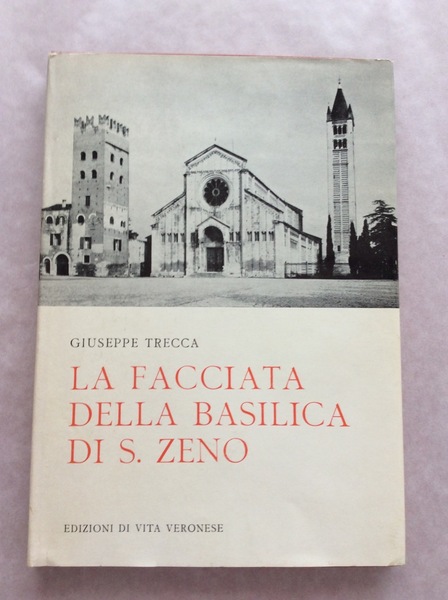 GIUSEPPE TRECCA
LA FACCIATA
DELLA BASILICA
DI S. ZENO
EDIZIONI DI VITA VERONESE